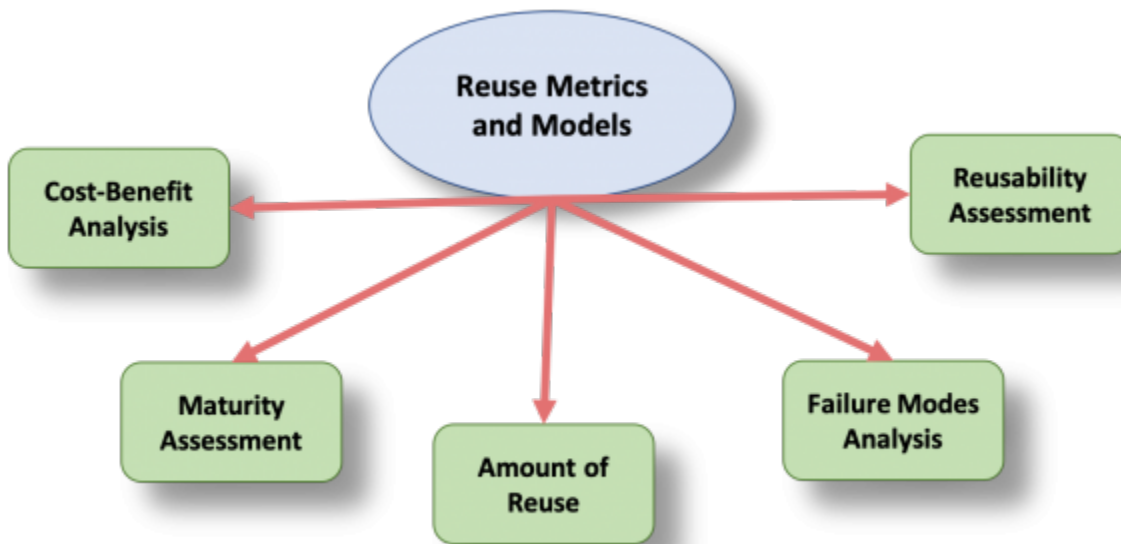 Reuse Metrics
and Models
Cost-Benefit
Analysis
Reusability
Assessment
Maturity
Assessment
Amount of
Reuse
Failure Modes
Analysis